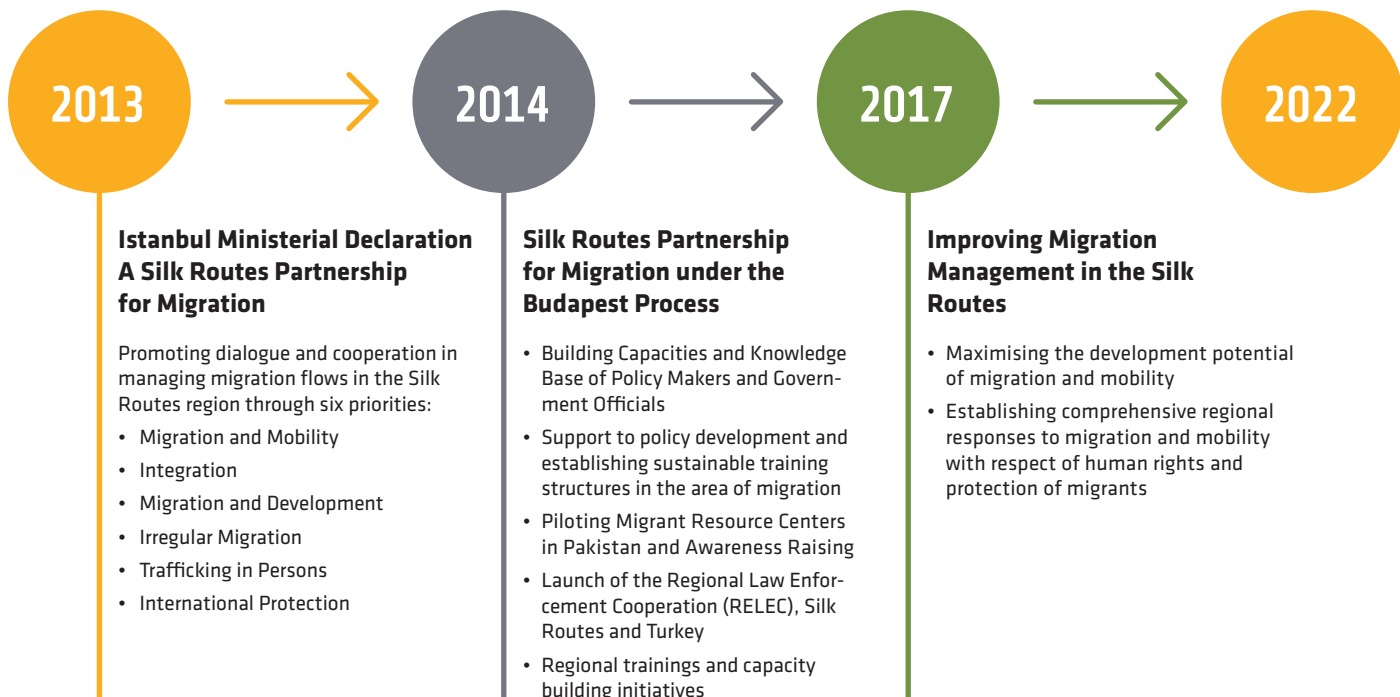 2013
2014
2017
2022
Istanbul Ministerial Declaration
A Silk Routes Partnership
for Migration
Promoting dialogue and cooperation in
managing migration flows in the Silk
Routes region through six priorities:
• Migration and Mobility
• Integration
• Migration and Development
• Irregular Migration
• Trafficking in Persons
• International Protection
Silk Routes Partnership
for Migration under the
Budapest Process
• Building Capacities and Knowledge
Base of Policy Makers and Govern-
ment Officials
• Support to policy development and
establishing sustainable training
structures in the area of migration
• Piloting Migrant Resource Centers
in Pakistan and Awareness Raising
• Launch of the Regional Law Enfor-
cement Cooperation (RELEC), Silk
Routes and Turkey
• Regional trainings and capacity
building initiatives
Improving Migration
Management in the Silk
Routes
• Maximising the development potential
of migration and mobility
• Establishing comprehensive regional
responses to migration and mobility
with respect of human rights and
protection of migrants